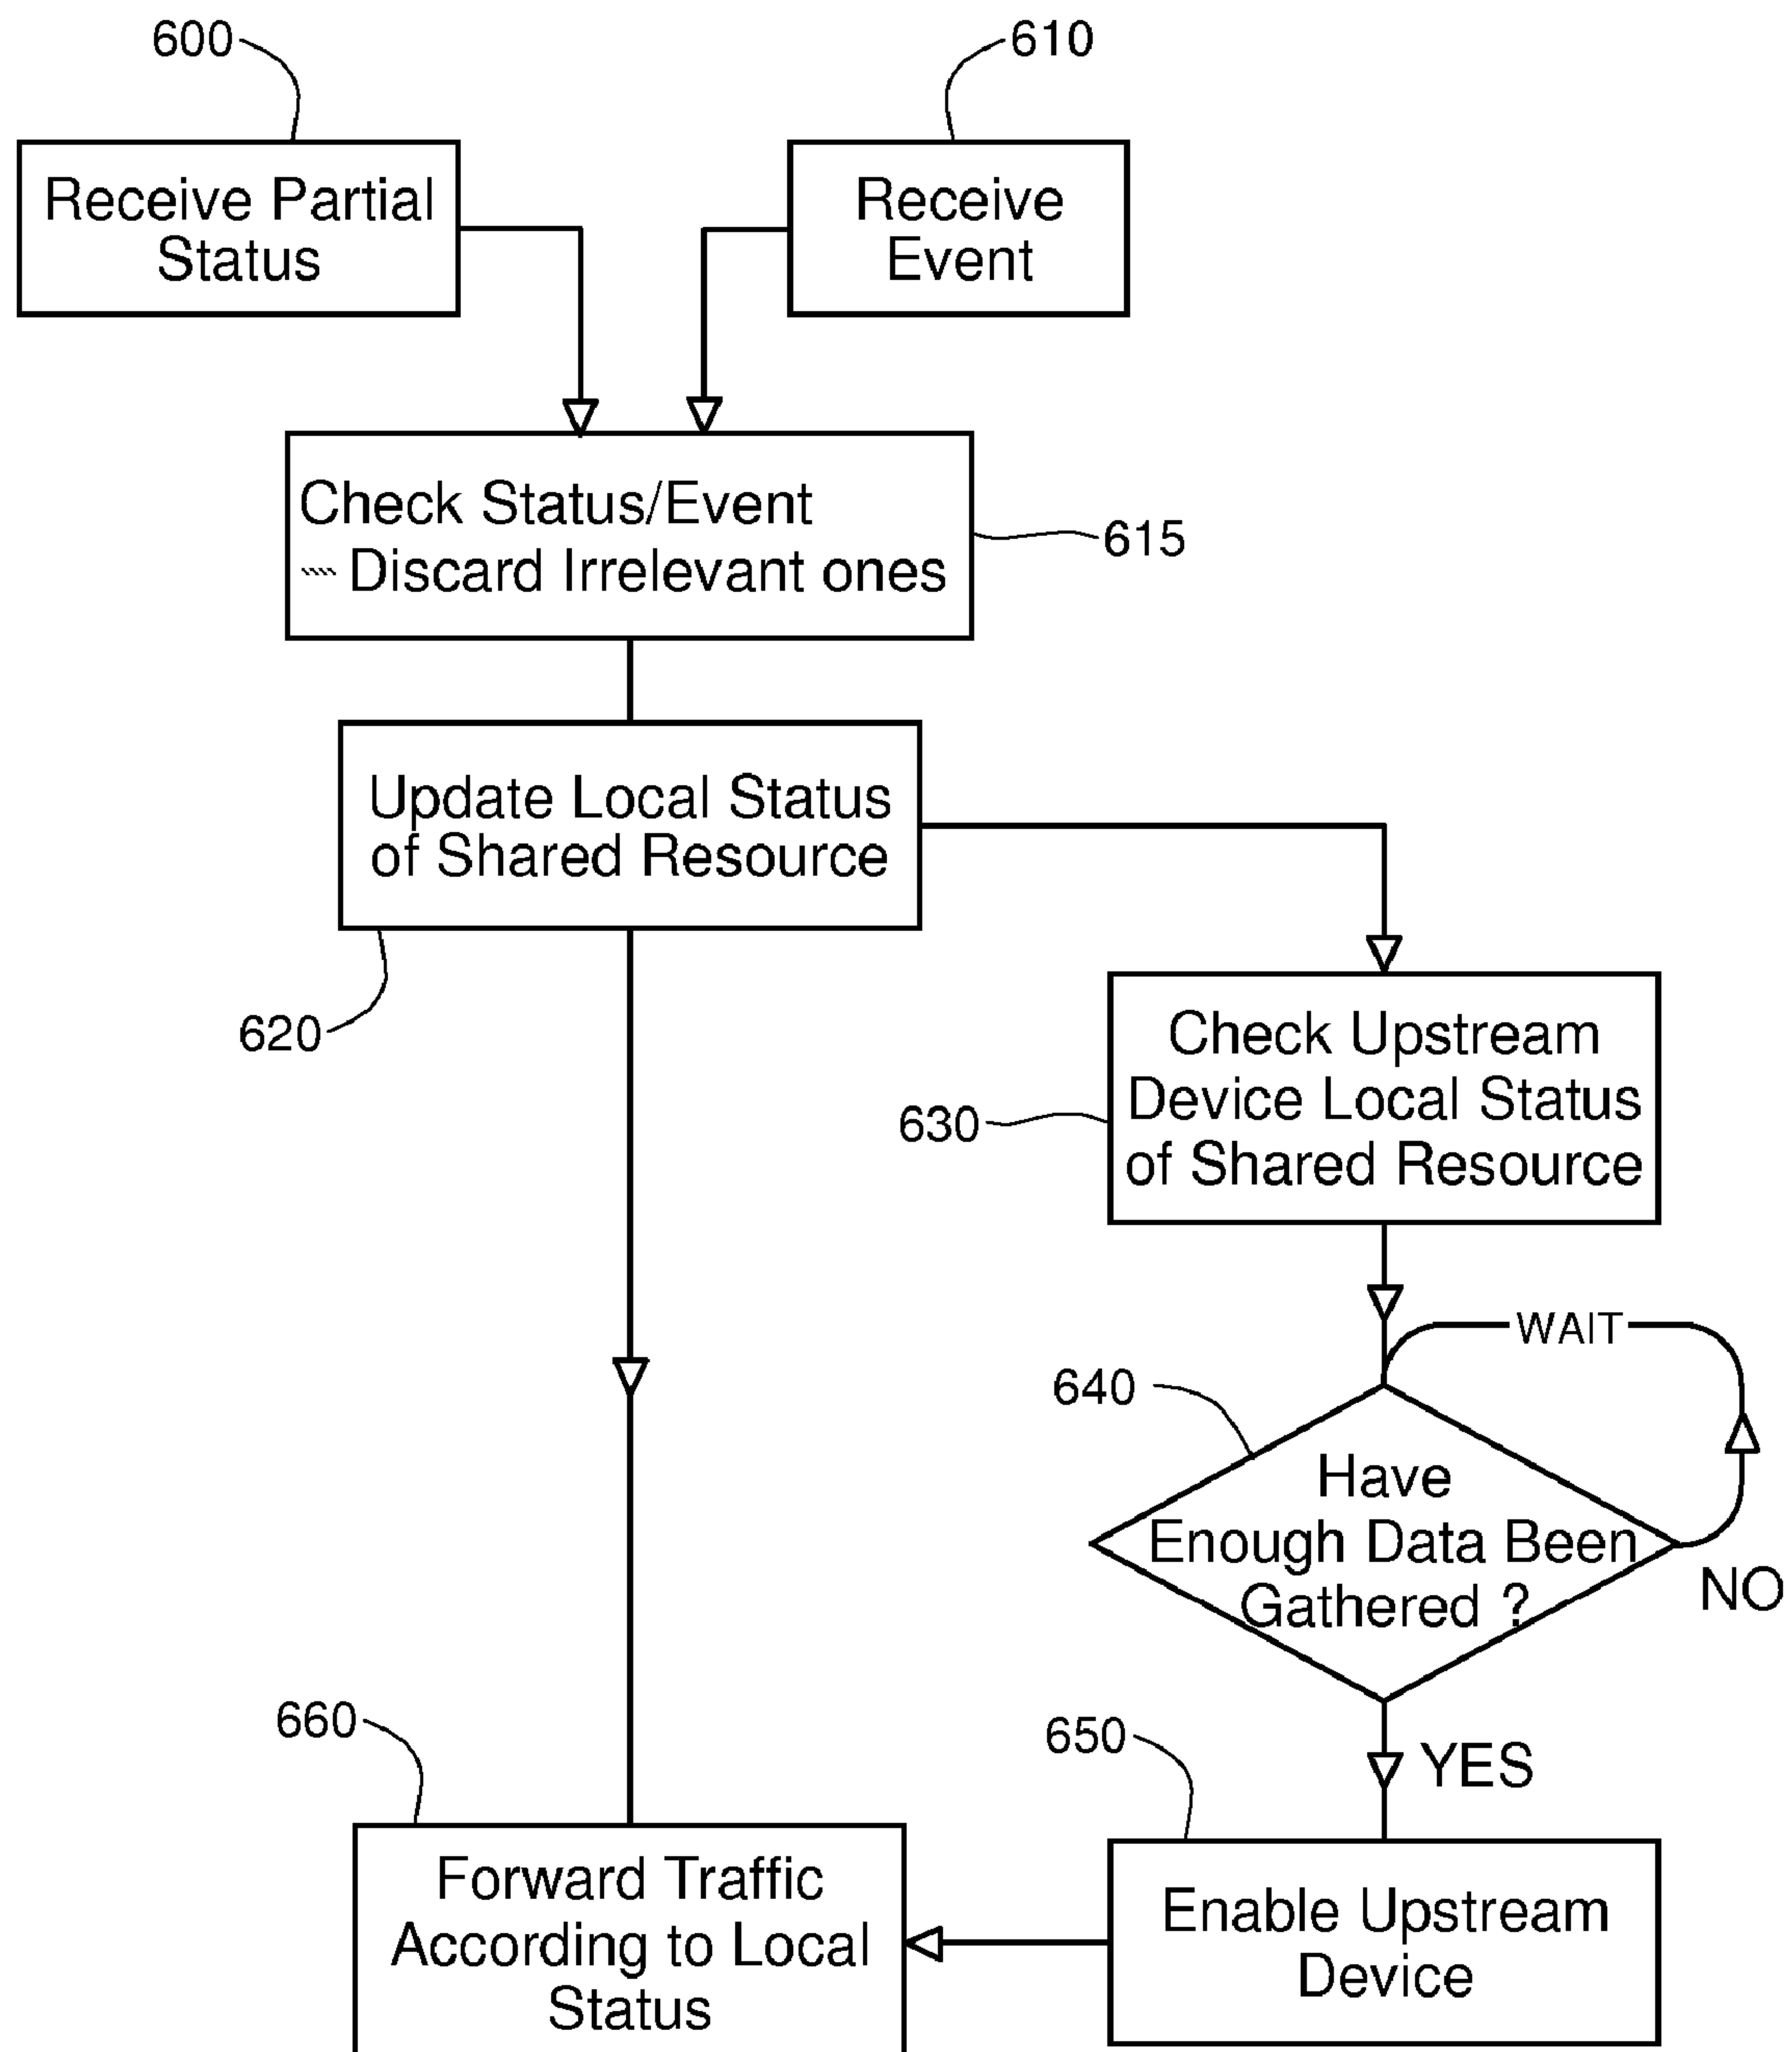 600
610
Receive Partial
Status
Receive
Event
Check Status/Event
Discard Irrelevant ones
615
Update Local Status
of Shared Resource
620
Check Upstream
Device Local Status
of Shared Resource
630
WAIT
640
Have
Enough Data Been
Gathered ?
NO
YES
660
650
Forward Traffic
According to Local
Status
Enable Upstream
Device